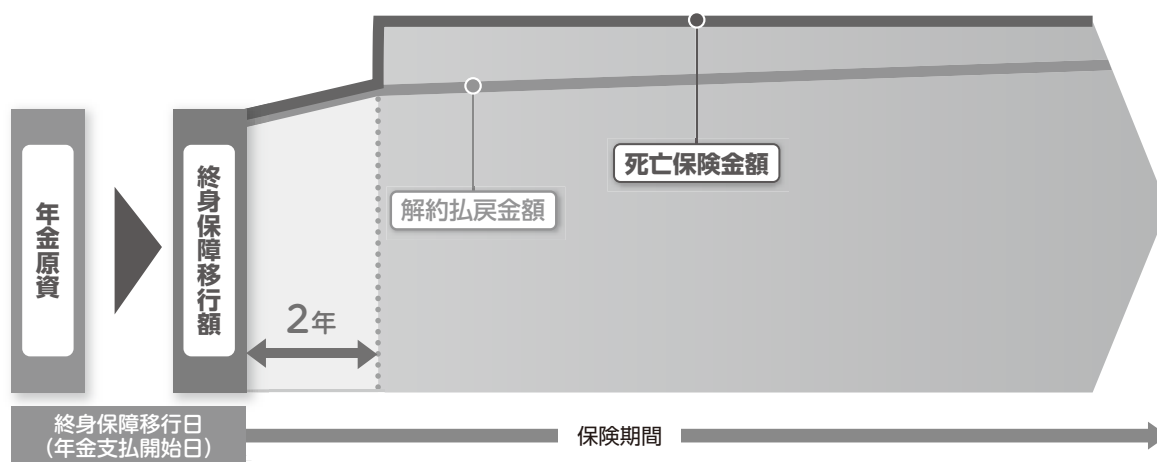 死亡保険金額
解約払戻金額
年金原資
終身保障移行額
2年
終身保障移行日
(年金支払開始日)
保険期間